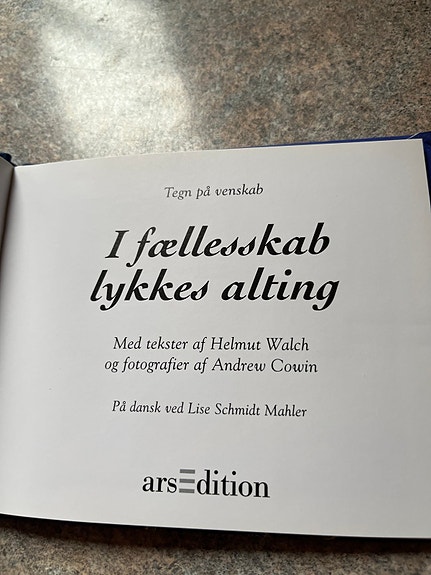 Tegn på venskab
I fællesskab
lykkes alting
Med tekster af Helmut Walch
og fotografier af Andrew Cowin
På dansk ved Lise Schmidt Mahler
arsEdition